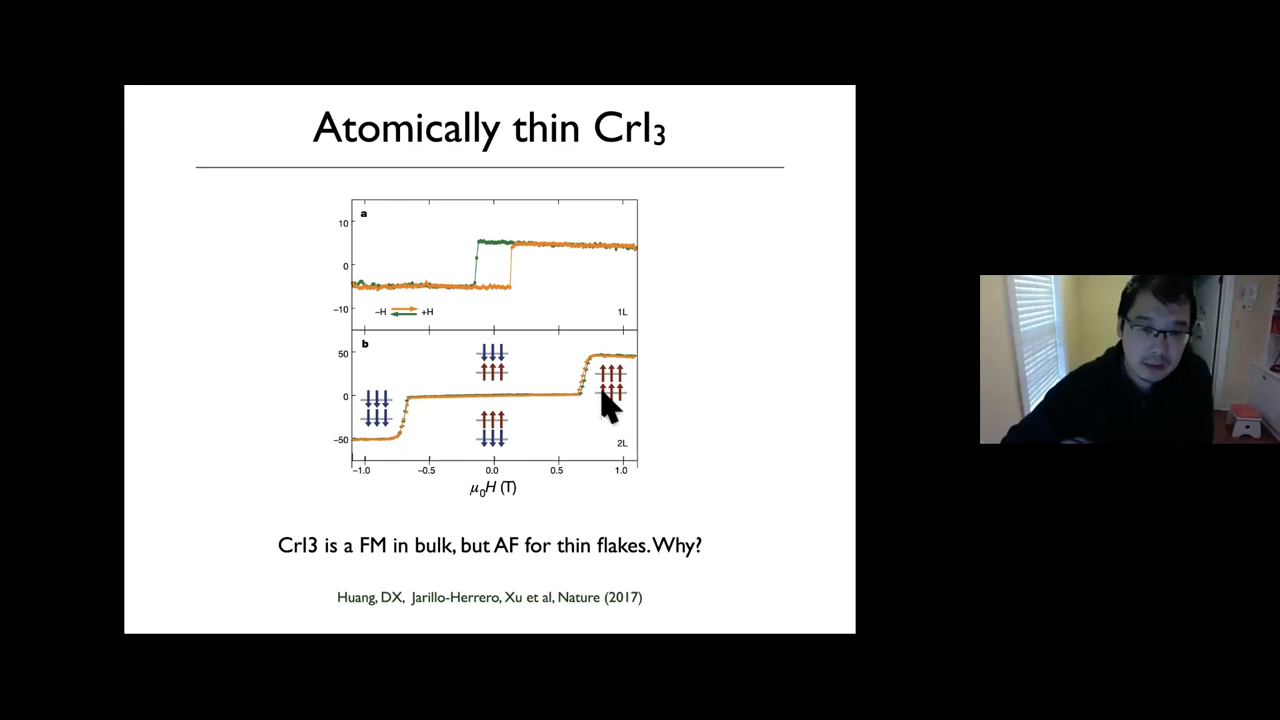 Atomically thin CrI₃
a
10
0
−10
−H +H
1L
b
50
0
−50
2L
−1.0 −0.5 0.0 0.5 1.0
μ₀H (T)
CrI3 is a FM in bulk, but AF for thin flakes. Why?
Huang, DX, Jarillo-Herrero, Xu et al, Nature (2017)